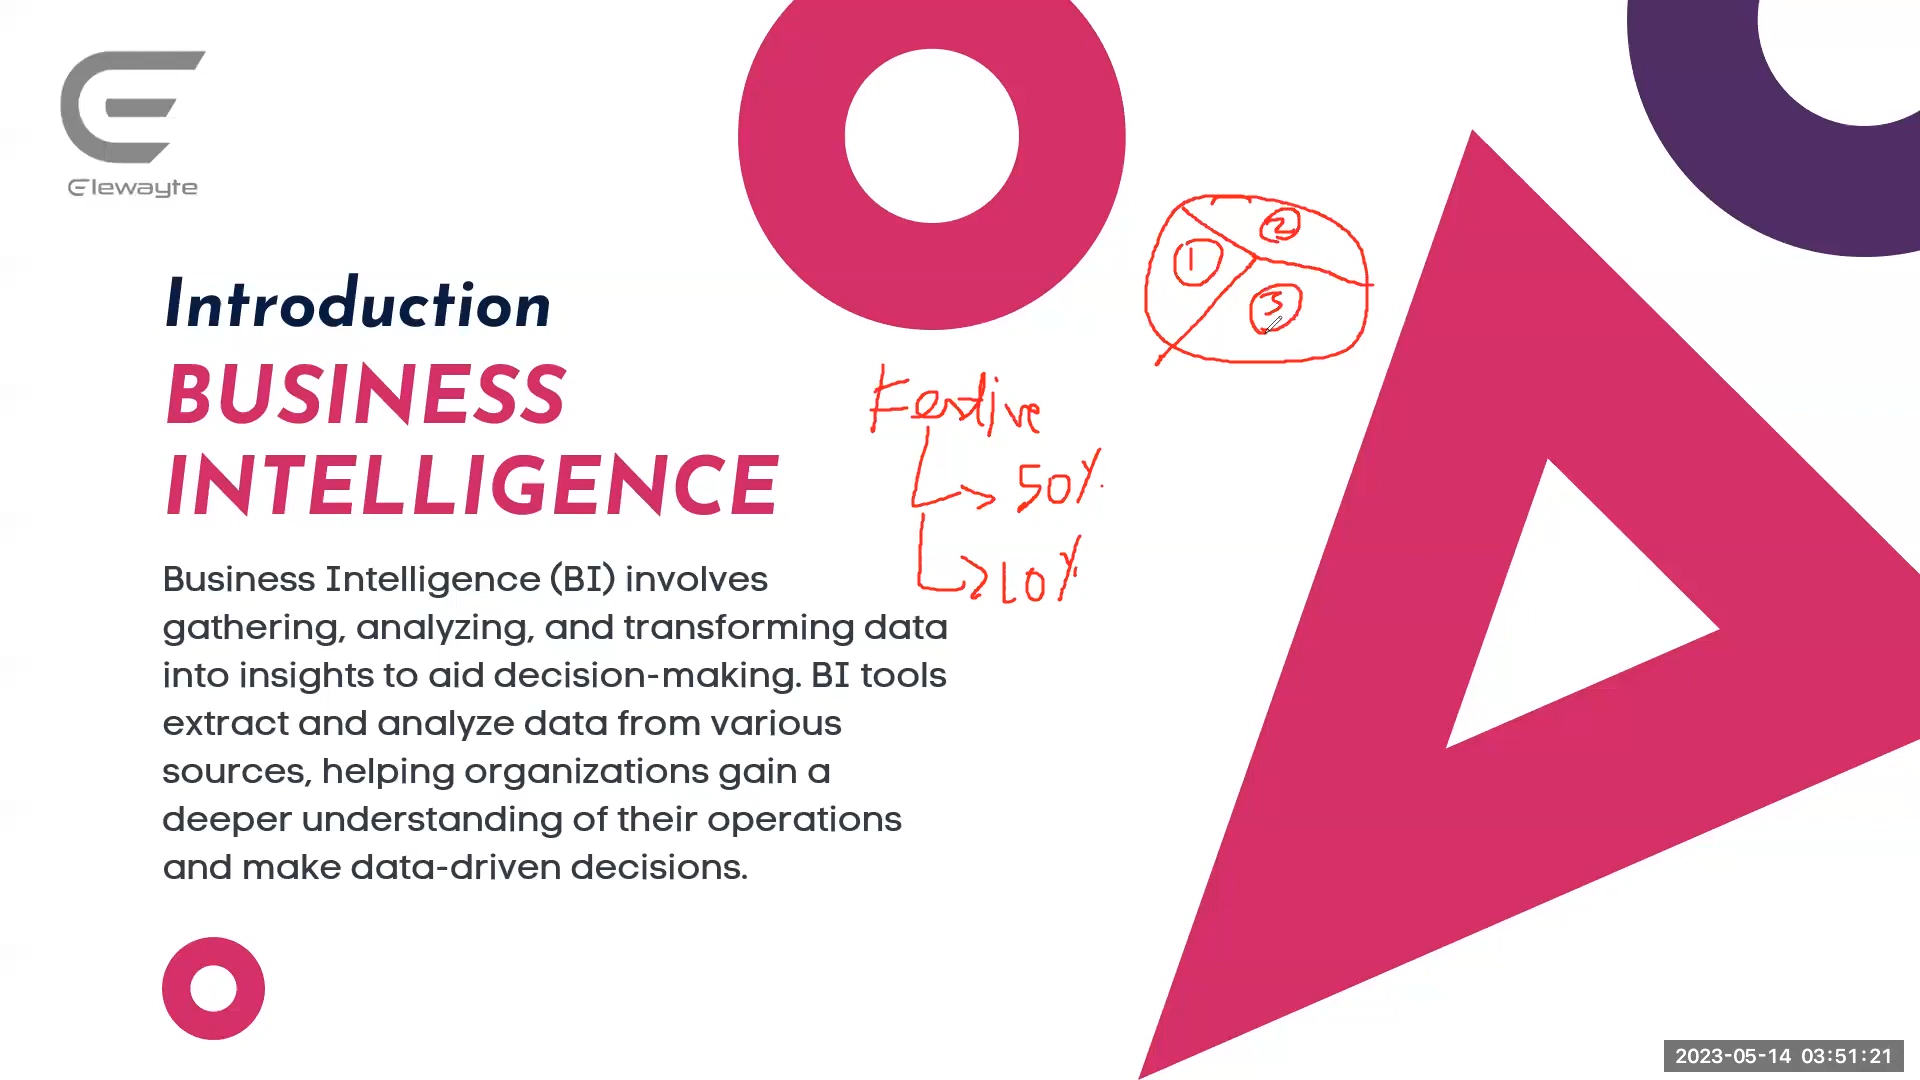 Elewayte
Introduction
BUSINESS
INTELLIGENCE
Business Intelligence (BI) involves
gathering, analyzing, and transforming data
into insights to aid decision-making. BI tools
extract and analyze data from various
sources, helping organizations gain a
deeper understanding of their operations
and make data-driven decisions.
1
2
3
Festive
50%
10%
2023-05-14 03:51:21